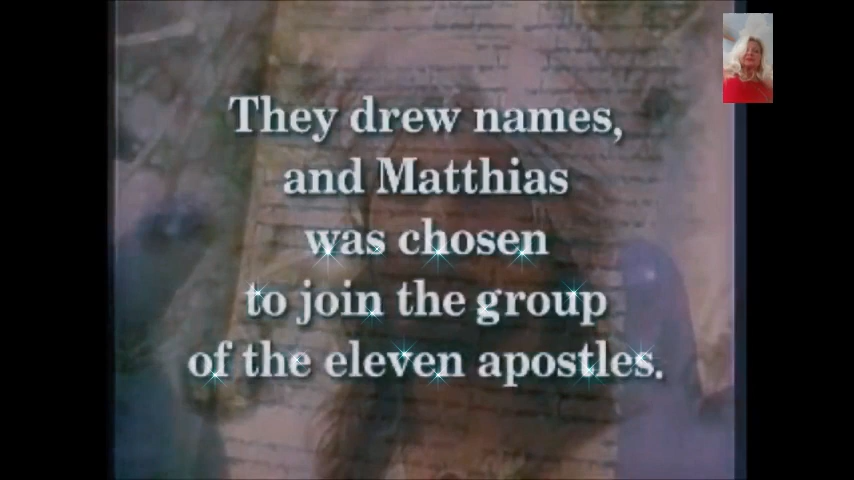 They drew names,
and Matthias
was chosen
to join the group
of the eleven apostles.